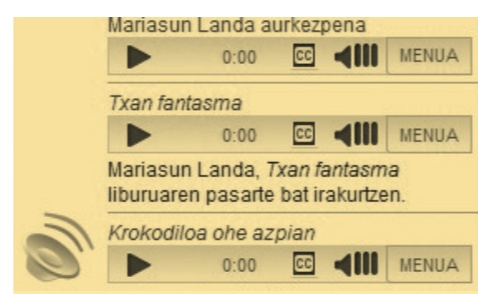 Mariasun Landa aurkezpena
0:00 CC MENUA
Txan fantasma
0:00 CC MENUA
Mariasun Landa, Txan fantasma
liburuaren pasarte bat irakurtzen.
Krokodiloa ohe azpian
0:00 CC MENUA